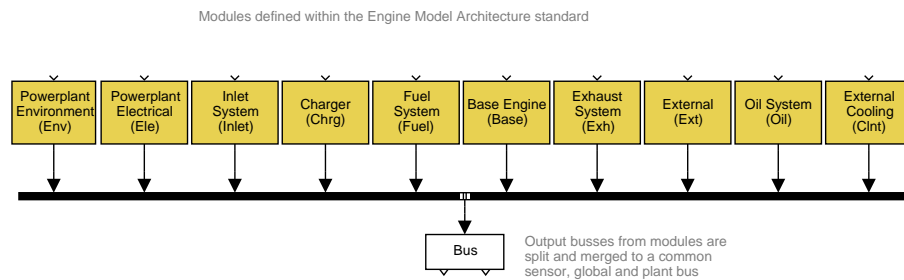 Modules defined within the Engine Model Architecture standard
Powerplant
Environment
(Env)
Powerplant
Electrical
(Ele)
Inlet
System
(Inlet)
Charger
(Chrg)
Fuel
System
(Fuel)
Base Engine
(Base)
Exhaust
System
(Exh)
External
(Ext)
Oil System
(Oil)
External
Cooling
(Clnt)
Bus
Output busses from modules are
split and merged to a common
sensor, global and plant bus